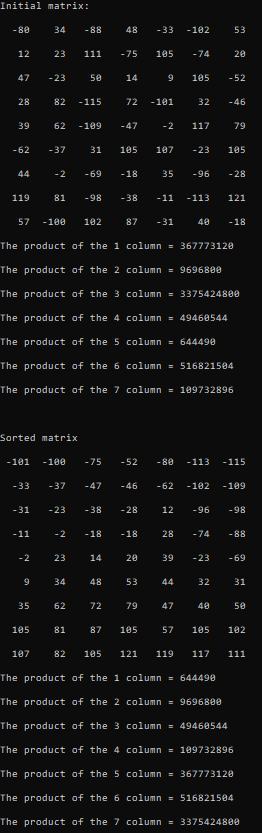 Initial matrix:
-80 34 -88 48 -33 -102 53
12 23 111 -75 105 -74 20
47 -23 50 14 9 105 -52
28 82 -115 72 -101 32 -46
39 62 -109 -47 -2 117 79
-62 -37 31 105 107 -23 105
44 -2 -69 -18 35 -96 -28
119 81 -98 -38 -11 -113 121
57 -100 102 87 -31 40 -18
The product of the 1 column = 367773120
The product of the 2 column = 9696800
The product of the 3 column = 3375424800
The product of the 4 column = 49460544
The product of the 5 column = 644490
The product of the 6 column = 516821504
The product of the 7 column = 109732896
Sorted matrix
-101 -100 -75 -52 -80 -113 -115
-33 -37 -47 -46 -62 -102 -109
-31 -23 -38 -28 12 -96 -98
-11 -2 -18 -18 28 -74 -88
-2 23 14 20 39 -23 -69
9 34 48 53 44 32 31
35 62 72 79 47 40 50
105 81 87 105 57 105 102
107 82 105 121 119 117 111
The product of the 1 column = 644490
The product of the 2 column = 9696800
The product of the 3 column = 49460544
The product of the 4 column = 109732896
The product of the 5 column = 367773120
The product of the 6 column = 516821504
The product of the 7 column = 3375424800